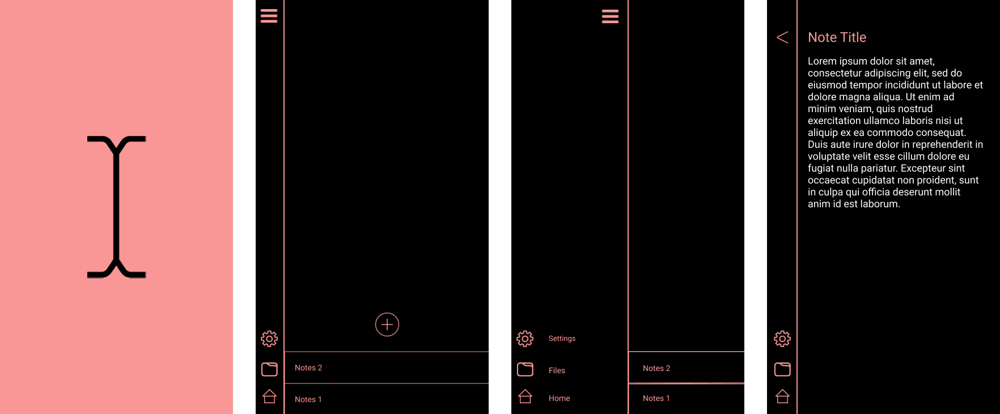 Notes 2
Notes 1
Settings
Files
Home
Notes 2
Notes 1
Note Title
Lorem ipsum dolor sit amet,
consectetur adipiscing elit, sed do
eiusmod tempor incididunt ut labore et
dolore magna aliqua. Ut enim ad
minim veniam, quis nostrud
exercitation ullamco laboris nisi ut
aliquip ex ea commodo consequat.
Duis aute irure dolor in reprehenderit in
voluptate velit esse cillum dolore eu
fugiat nulla pariatur. Excepteur sint
occaecat cupidatat non proident, sunt
in culpa qui officia deserunt mollit
anim id est laborum.